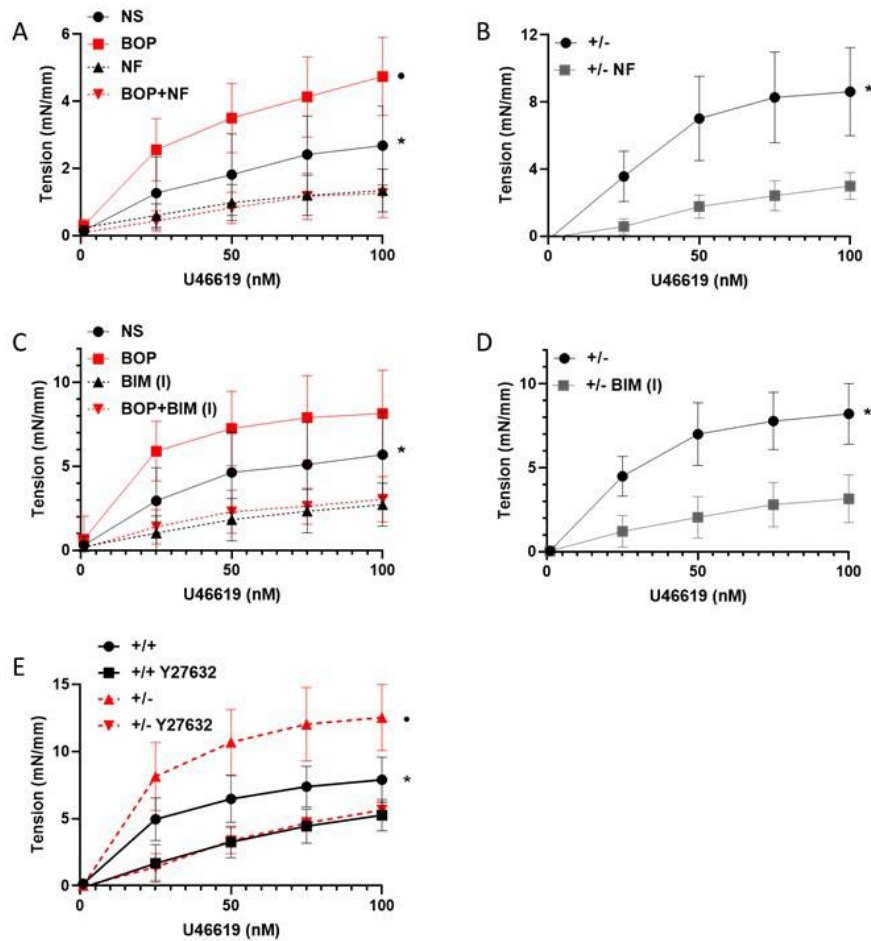 A
NS
BOP
NF
BOP+NF
Tension (mN/mm)
6
4
2
0
0 50 100
U46619 (nM)
•
*
B
+/-
+/- NF
Tension (mN/mm)
12
8
4
0
0 50 100
U46619 (nM)
*
C
NS
BOP
BIM (I)
BOP+BIM (I)
Tension (mN/mm)
10
5
0
0 50 100
U46619 (nM)
*
D
+/-
+/- BIM (I)
Tension (mN/mm)
10
5
0
0 50 100
U46619 (nM)
*
E
+/+
+/+ Y27632
+/-
+/- Y27632
Tension (mN/mm)
15
10
5
0
0 50 100
U46619 (nM)
•
*